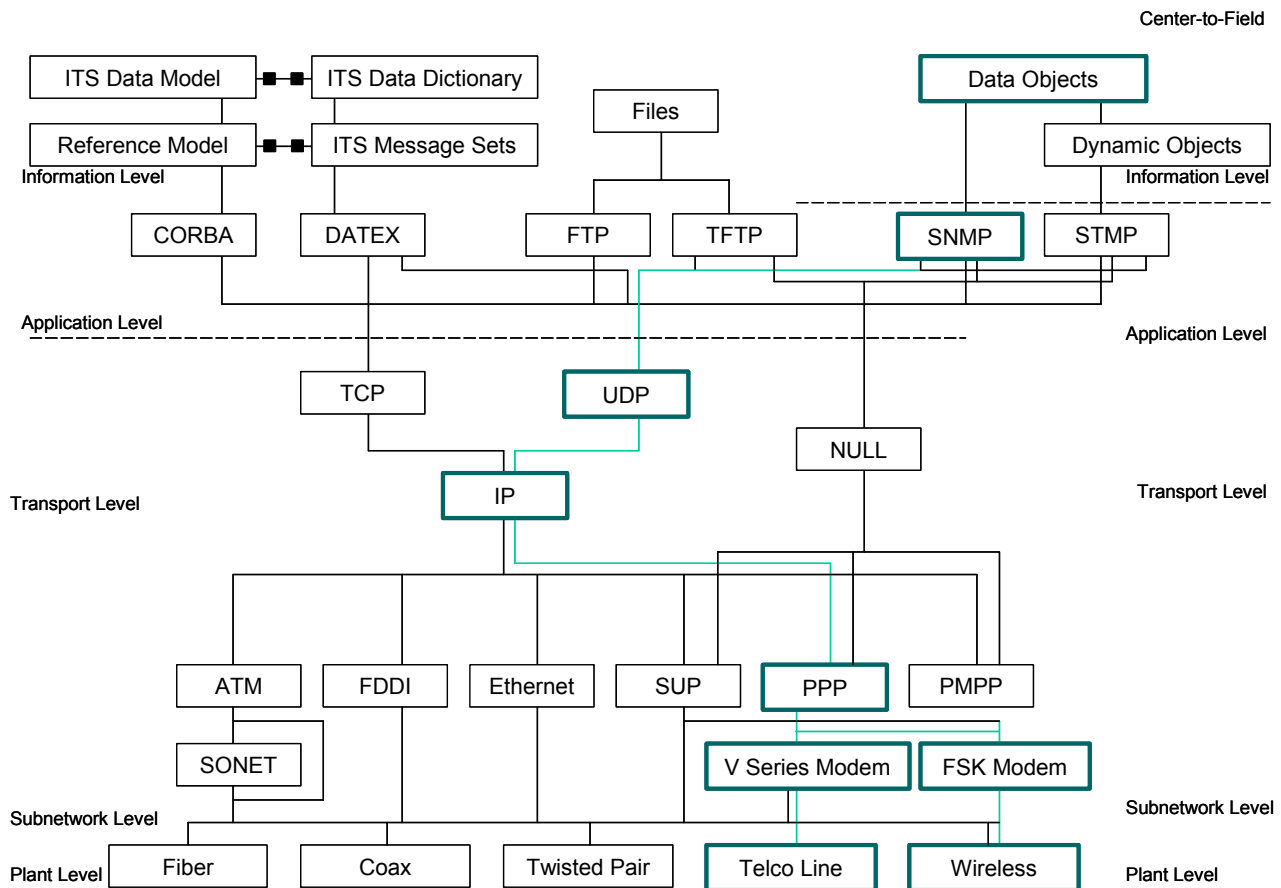 Center-to-Field
ITS Data Model
ITS Data Dictionary
Data Objects
Files
Reference Model
ITS Message Sets
Dynamic Objects
Information Level
Information Level
CORBA
DATEX
FTP
TFTP
SNMP
STMP
Application Level
Application Level
TCP
UDP
NULL
IP
Transport Level
Transport Level
ATM
FDDI
Ethernet
SUP
PPP
PMPP
SONET
V Series Modem
FSK Modem
Subnetwork Level
Subnetwork Level
Fiber
Coax
Twisted Pair
Telco Line
Wireless
Plant Level
Plant Level